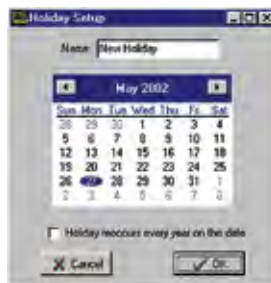 Holiday Setup
Name: New Holiday
May 2002
Sun Mon Tue Wed Thu Fri Sat
28 29 30 1 2 3 4
5 6 7 8 9 10 11
12 13 14 15 16 17 18
19 20 21 22 23 24 25
26 27 28 29 30 31 1
2 3 4 5 6 7 8
Holiday reoccurs every year on this date
Cancel OK